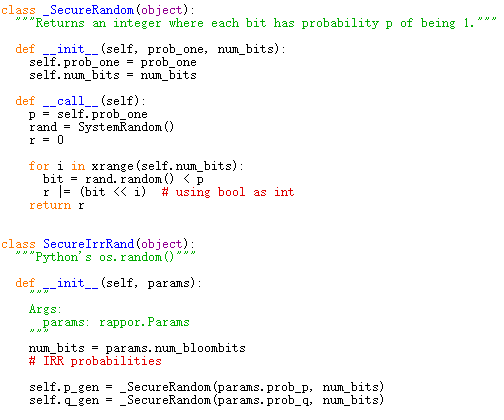 class _SecureRandom(object):
  """Returns an integer where each bit has probability p of being 1."""
  def __init__(self, prob_one, num_bits):
    self.prob_one = prob_one
    self.num_bits = num_bits
  def __call__(self):
    p = self.prob_one
    rand = SystemRandom()
    r = 0
    for i in xrange(self.num_bits):
      bit = rand.random() < p
      r |= (bit << i)  # using bool as int
    return r
class SecureIrrRand(object):
  """Python's os.random()"""
  def __init__(self, params):
    """
    Args:
      params: rappor.Params
    """
    num_bits = params.num_bloombits
    # IRR probabilities
    self.p_gen = _SecureRandom(params.prob_p, num_bits)
    self.q_gen = _SecureRandom(params.prob_q, num_bits)